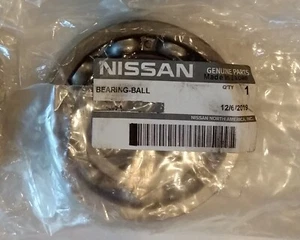 NISSAN
GENUINE PARTS
BEARING-BALL
QTY 1
12/6/2019
NISSAN NORTH AMERICA, INC.